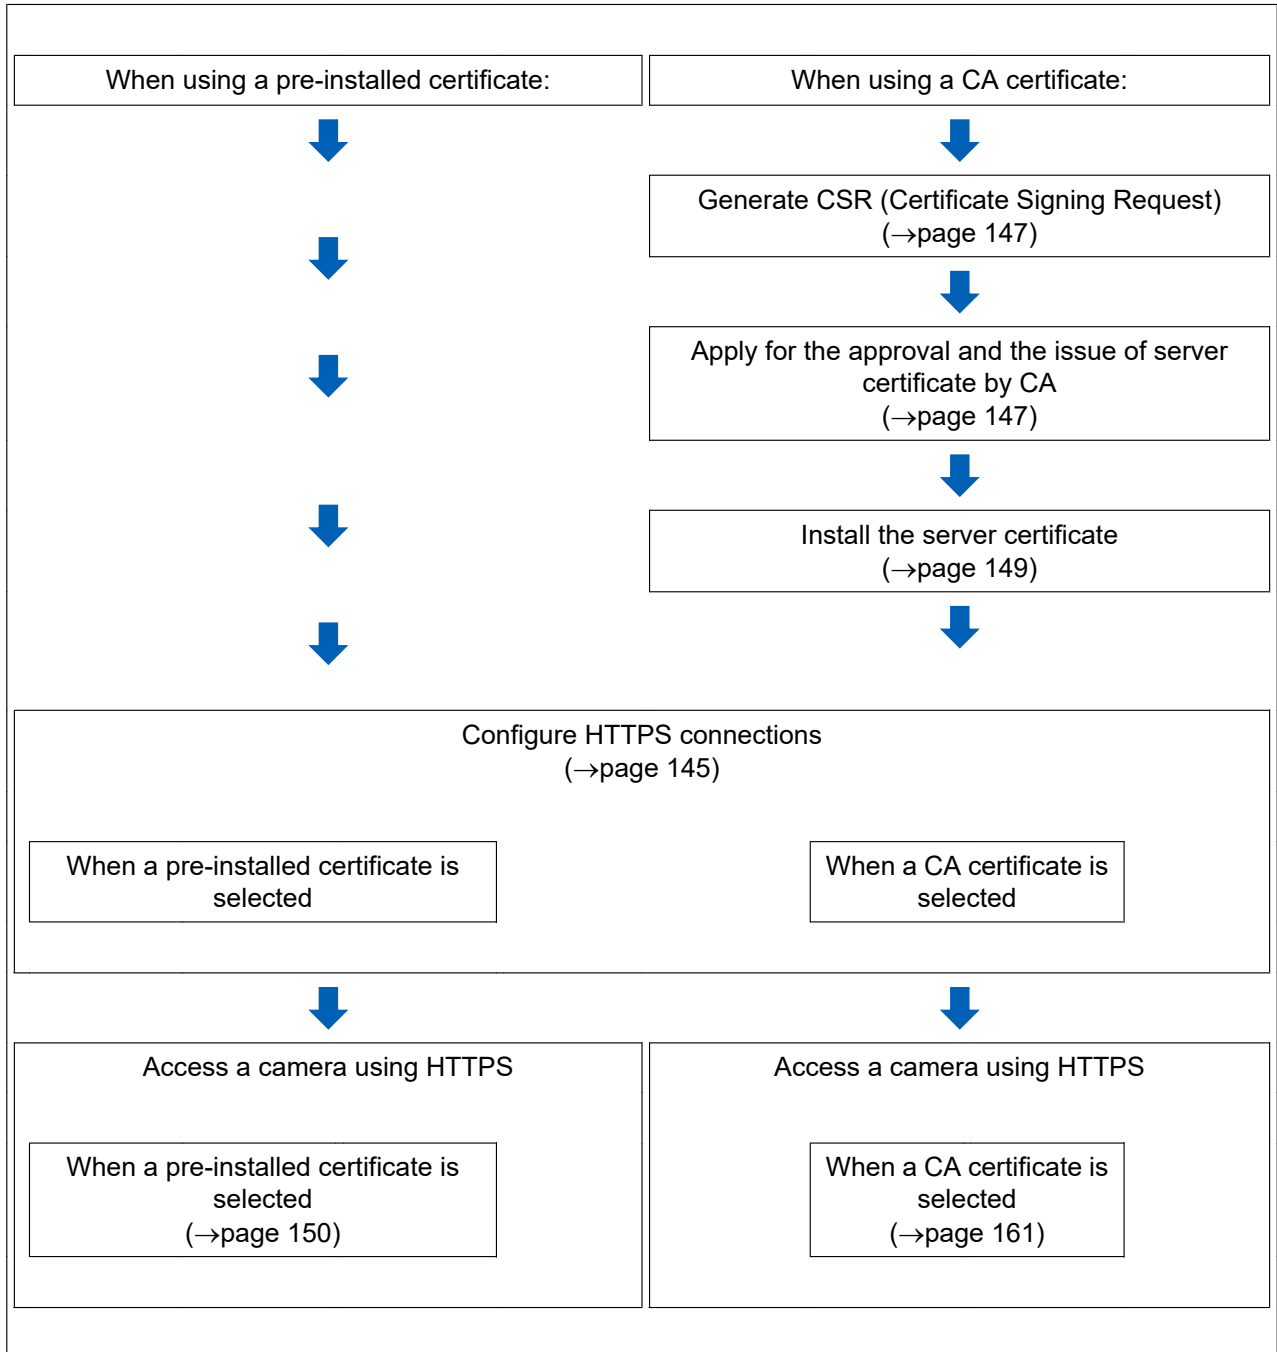 When using a pre-installed certificate:
When using a CA certificate:
Generate CSR (Certificate Signing Request)
(→page 147)
Apply for the approval and the issue of server
certificate by CA
(→page 147)
Install the server certificate
(→page 149)
Configure HTTPS connections
(→page 145)
When a pre-installed certificate is
selected
When a CA certificate is
selected
Access a camera using HTTPS
When a pre-installed certificate is
selected
(→page 150)
Access a camera using HTTPS
When a CA certificate is
selected
(→page 161)